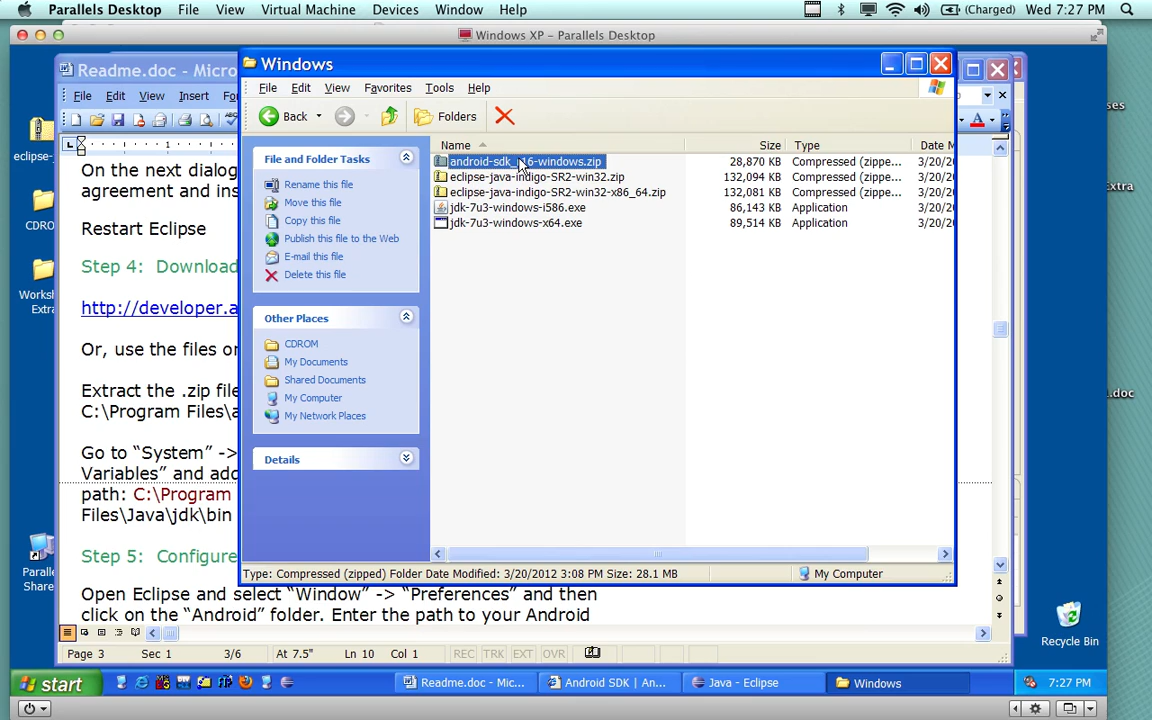 Parallels Desktop File View Virtual Machine Devices Window Help (Charged) Wed 7:27 PM
Windows XP – Parallels Desktop
Readme.doc - Micro
File Edit View Insert
Windows
File Edit View Favorites Tools Help
Back Folders
Name Size Type Date M
android-sdk_r16-windows.zip 28,870 KB Compressed (zippe... 3/20/20
eclipse-java-indigo-SR2-win32.zip 132,094 KB Compressed (zippe... 3/20/20
eclipse-java-indigo-SR2-win32-x86_64.zip 132,081 KB Compressed (zippe... 3/20/20
jdk-7u3-windows-i586.exe 86,143 KB Application 3/20/20
jdk-7u3-windows-x64.exe 89,514 KB Application 3/20/20
File and Folder Tasks
Rename this file
Move this file
Copy this file
Publish this file to the Web
E-mail this file
Delete this file
Other Places
CDROM
My Documents
Shared Documents
My Computer
My Network Places
Details
Type: Compressed (zipped) Folder Date Modified: 3/20/2012 3:08 PM Size: 28.1 MB My Computer
On the next dialog
agreement and ins
Restart Eclipse
Step 4: Download
http://developer.a
Or, use the files or
Extract the .zip file
C:\Program Files\a
Go to “System” ->
Variables” and add
path: C:\Program
Files\Java\jdk\bin
Step 5: Configure
Open Eclipse and select “Window” -> “Preferences” and then
click on the “Android” folder. Enter the path to your Android
eclipse-j
CDRO
Worksh
Extra
Paralle
Share
ses
xtra
.doc
Recycle Bin
Page 3 Sec 1 3/6 At 7.5" Ln 10 Col 1 REC TRK EXT OVR
start Readme.doc - Mic... Android SDK | An... Java - Eclipse Windows 7:27 PM